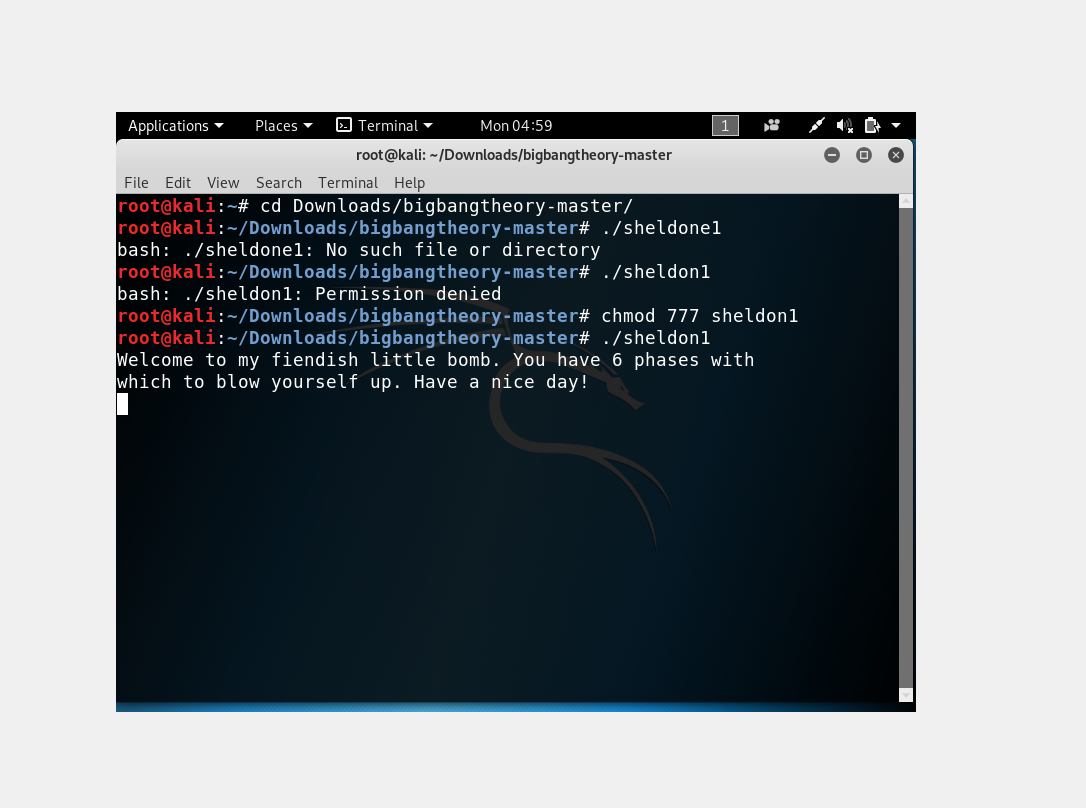 Applications Places Terminal Mon 04:59 1
root@kali: ~/Downloads/bigbangtheory-master
File Edit View Search Terminal Help
root@kali:~# cd Downloads/bigbangtheory-master/
root@kali:~/Downloads/bigbangtheory-master# ./sheldone1
bash: ./sheldone1: No such file or directory
root@kali:~/Downloads/bigbangtheory-master# ./sheldon1
bash: ./sheldon1: Permission denied
root@kali:~/Downloads/bigbangtheory-master# chmod 777 sheldon1
root@kali:~/Downloads/bigbangtheory-master# ./sheldon1
Welcome to my fiendish little bomb. You have 6 phases with
which to blow yourself up. Have a nice day!